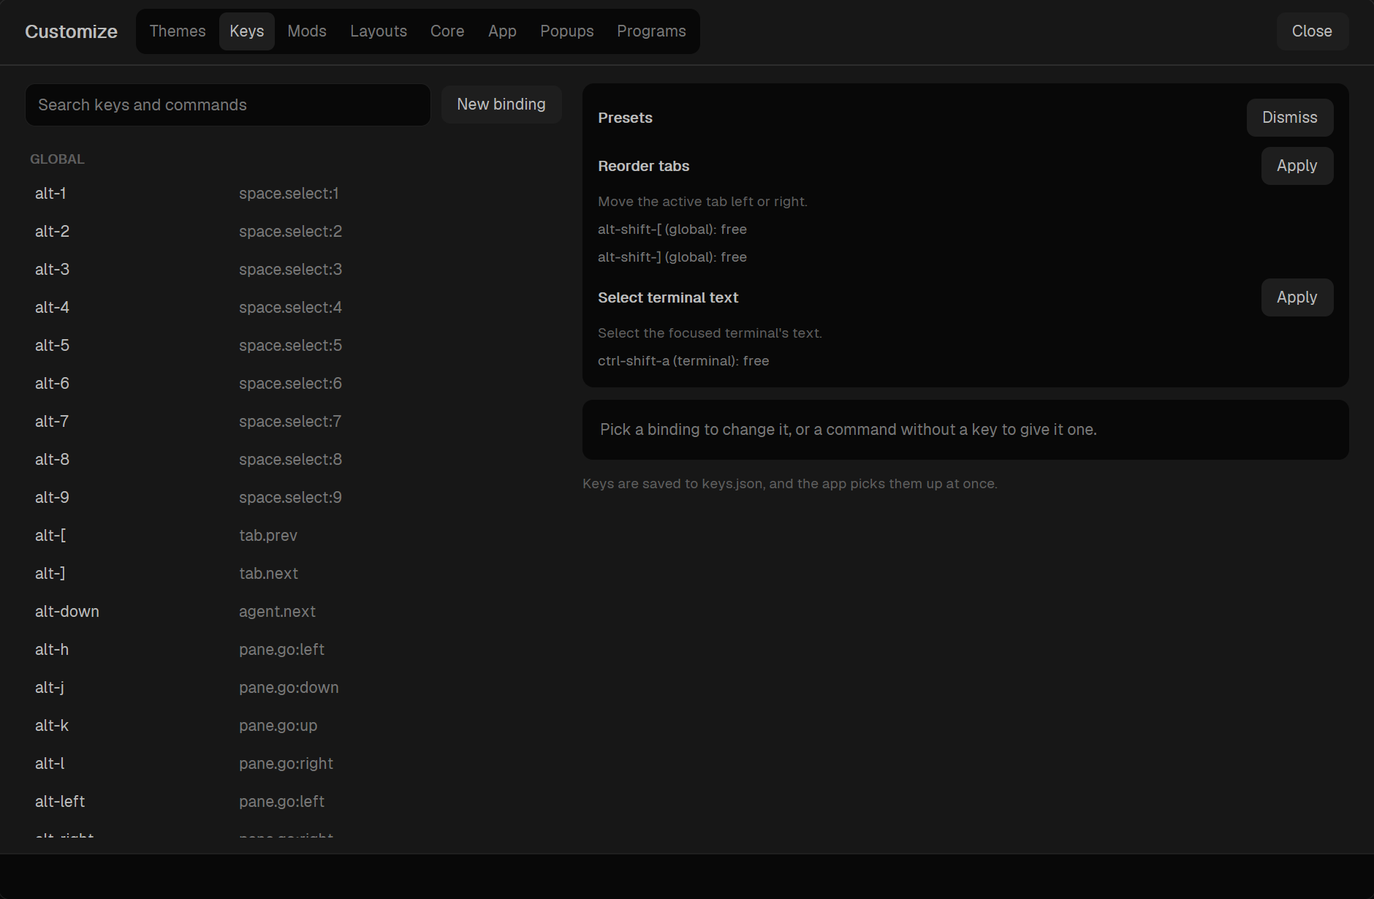 Customize
Themes
Keys
Mods
Layouts
Core
App
Popups
Programs
Close
Search keys and commands
New binding
GLOBAL
alt-1 space.select:1
alt-2 space.select:2
alt-3 space.select:3
alt-4 space.select:4
alt-5 space.select:5
alt-6 space.select:6
alt-7 space.select:7
alt-8 space.select:8
alt-9 space.select:9
alt-[ tab.prev
alt-] tab.next
alt-down agent.next
alt-h pane.go:left
alt-j pane.go:down
alt-k pane.go:up
alt-l pane.go:right
alt-left pane.go:left
alt-right pane.go:right
Presets
Dismiss
Reorder tabs
Apply
Move the active tab left or right.
alt-shift-[ (global): free
alt-shift-] (global): free
Select terminal text
Apply
Select the focused terminal's text.
ctrl-shift-a (terminal): free
Pick a binding to change it, or a command without a key to give it one.
Keys are saved to keys.json, and the app picks them up at once.